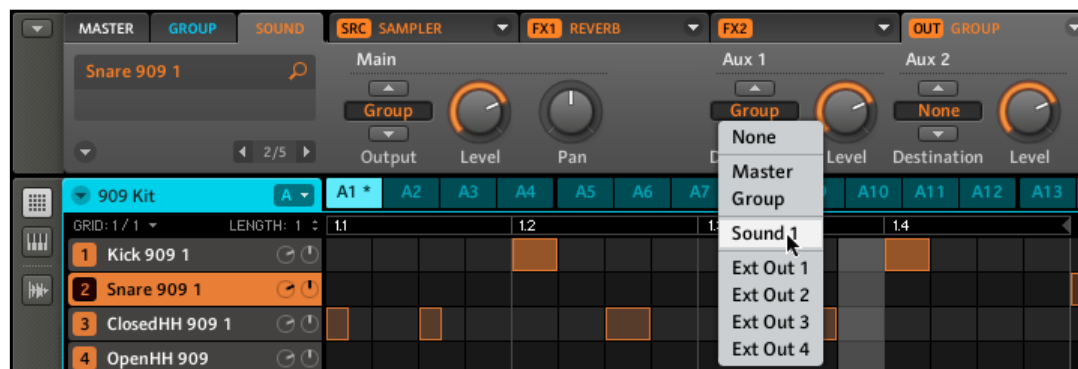 MASTER GROUP SOUND SRC SAMPLER FX1 REVERB FX2 OUT GROUP
Snare 909 1
Main Aux 1 Aux 2
Group Group None
2/5 Output Level Pan D Level Destination Level
None
Master
Group
Sound 1
Ext Out 1
Ext Out 2
Ext Out 3
Ext Out 4
909 Kit A A1 * A2 A3 A4 A5 A6 A7 A10 A11 A12 A13
GRID: 1 / 1 LENGTH: 1 1.1 1.2 1.4
1 Kick 909 1
2 Snare 909 1
3 ClosedHH 909 1
4 OpenHH 909